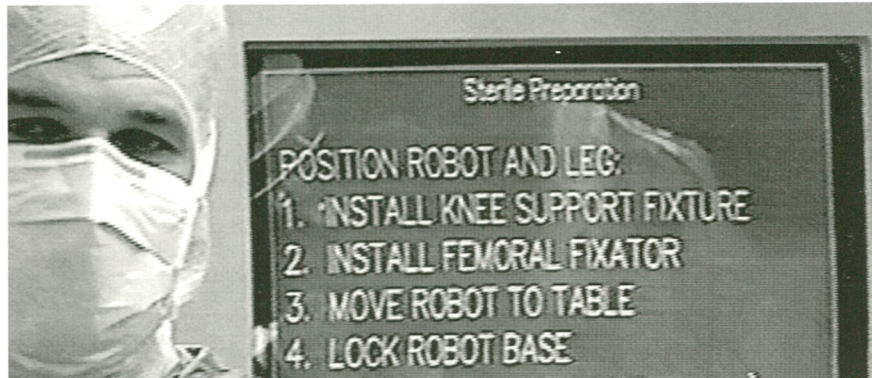 Sterile Preparation
POSITION ROBOT AND LEG:
1. INSTALL KNEE SUPPORT FIXTURE
2. INSTALL FEMORAL FIXATOR
3. MOVE ROBOT TO TABLE
4. LOCK ROBOT BASE